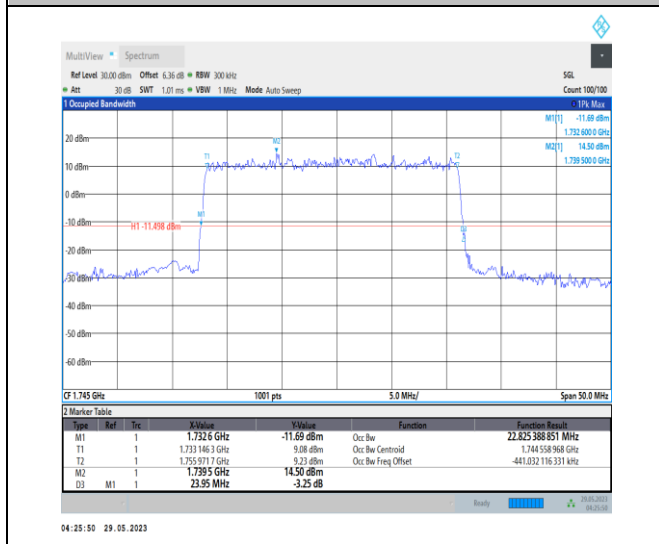 MultiView Spectrum
Ref Level 30.00 dBm Offset 6.36 dB RBW 300 kHz SGL
Att 30 dB SWT 1.01 ms VBW 1 MHz Mode Auto Sweep Count 100/100
1 Occupied Bandwidth 1Pk Max
M1[1] -11.69 dBm
1.732 600 0 GHz
M2[1] 14.50 dBm
1.739 500 0 GHz
20 dBm
T1
M2
T2
10 dBm
0 dBm
M1
-10 dBm
H1 -11.498 dBm
-20 dBm
-30 dBm
-40 dBm
-50 dBm
-60 dBm
CF 1.745 GHz 1001 pts 5.0 MHz/ Span 50.0 MHz
2 Marker Table
Type Ref Trc X-Value Y-Value Function Function Result
M1 1 1.732 6 GHz -11.69 dBm Occ Bw 22.825 388 851 MHz
T1 1 1.733 146 3 GHz 9.08 dBm Occ Bw Centroid 1.744 558 968 GHz
T2 1 1.755 971 7 GHz 9.23 dBm Occ Bw Freq Offset -441.032 116 331 kHz
M2 1 1.739 5 GHz 14.50 dBm
D3 M1 1 23.95 MHz -3.25 dB
Ready 29.05.2023
04:25:50
04:25:50 29.05.2023